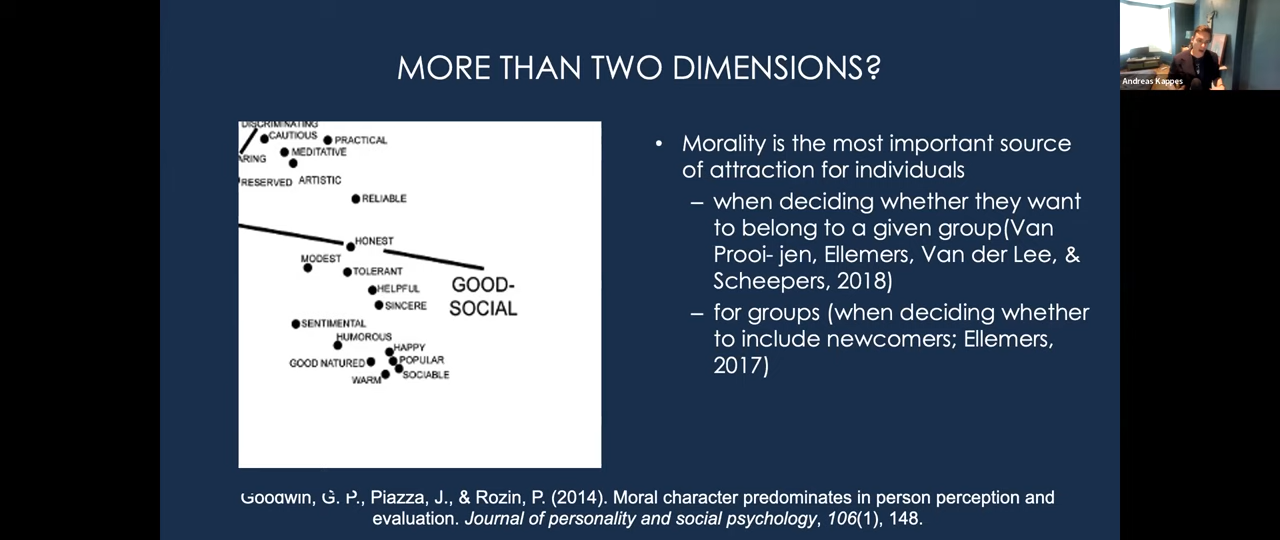 Andreas Kappes
MORE THAN TWO DIMENSIONS?
DISCRIMINATING
CAUTIOUS
PRACTICAL
MEDITATIVE
ARING
RESERVED
ARTISTIC
RELIABLE
HONEST
MODEST
TOLERANT
GOOD-
SOCIAL
HELPFUL
SINCERE
SENTIMENTAL
HUMOROUS
HAPPY
GOOD NATURED
POPULAR
WARM
SOCIABLE
• Morality is the most important source
of attraction for individuals
– when deciding whether they want
to belong to a given group(Van
Prooi- jen, Ellemers, Van der Lee, &
Scheepers, 2018)
– for groups (when deciding whether
to include newcomers; Ellemers,
2017)
Goodwin, G. P., Piazza, J., & Rozin, P. (2014). Moral character predominates in person perception and
evaluation. Journal of personality and social psychology, 106(1), 148.